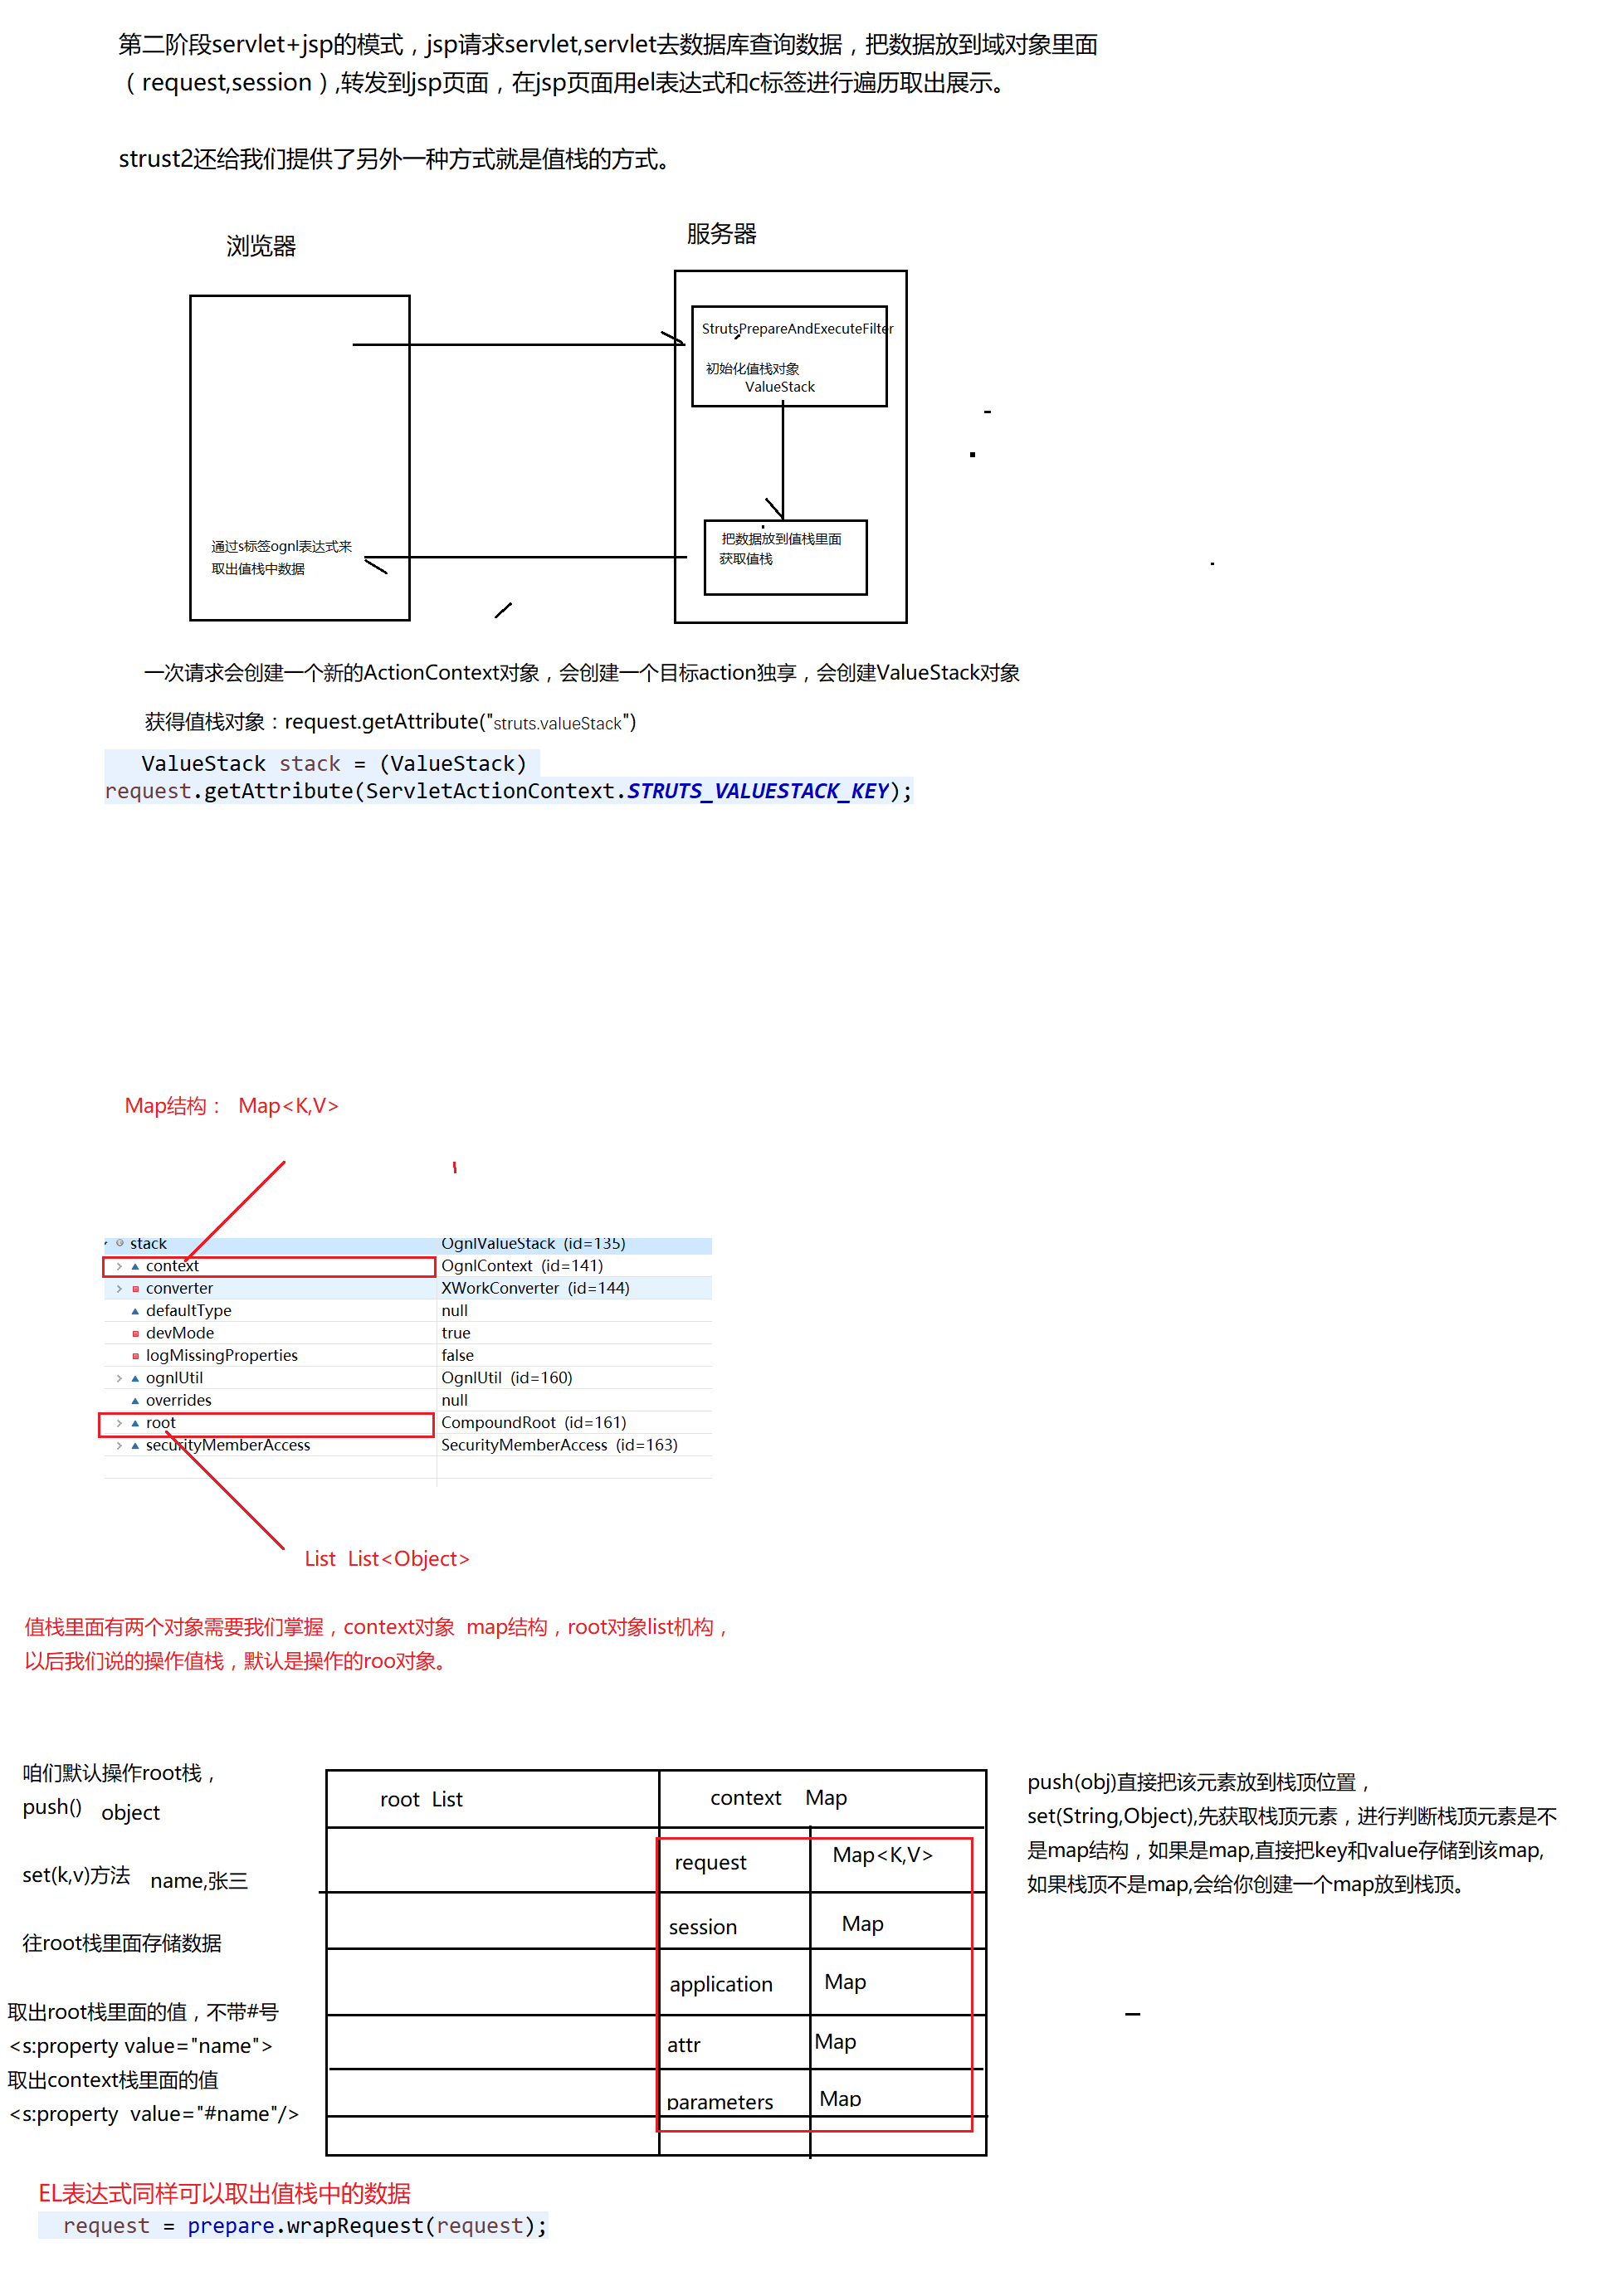 第二阶段servlet+jsp的模式，jsp请求servlet,servlet去数据库查询数据，把数据放到域对象里面
（request,session）,转发到jsp页面，在jsp页面用el表达式和c标签进行遍历取出展示。
strust2还给我们提供了另外一种方式就是值栈的方式。
浏览器
服务器
StrutsPrepareAndExecuteFilter
初始化值栈对象
ValueStack
通过s标签ognl表达式来
取出值栈中数据
把数据放到值栈里面
获取值栈
一次请求会创建一个新的ActionContext对象，会创建一个目标action独享，会创建ValueStack对象
获得值栈对象：request.getAttribute("struts.valueStack")
ValueStack stack = (ValueStack)
request.getAttribute(ServletActionContext.STRUTS_VALUESTACK_KEY);
Map结构： Map<K,V>
stack OgnlValueStack (id=135)
context OgnlContext (id=141)
converter XWorkConverter (id=144)
defaultType null
devMode true
logMissingProperties false
ognlUtil OgnlUtil (id=160)
overrides null
root CompoundRoot (id=161)
securityMemberAccess SecurityMemberAccess (id=163)
List List<Object>
值栈里面有两个对象需要我们掌握，context对象 map结构，root对象list机构，
以后我们说的操作值栈，默认是操作的roo对象。
咱们默认操作root栈，
push() object
set(k,v)方法 name,张三
往root栈里面存储数据
取出root栈里面的值，不带#号
<s:property value="name">
取出context栈里面的值
<s:property value="#name"/>
root List
context Map
request Map<K,V>
session Map
application Map
attr Map
parameters Map
push(obj)直接把该元素放到栈顶位置，
set(String,Object),先获取栈顶元素，进行判断栈顶元素是不
是map结构，如果是map,直接把key和value存储到该map,
如果栈顶不是map,会给你创建一个map放到栈顶。
EL表达式同样可以取出值栈中的数据
request = prepare.wrapRequest(request);